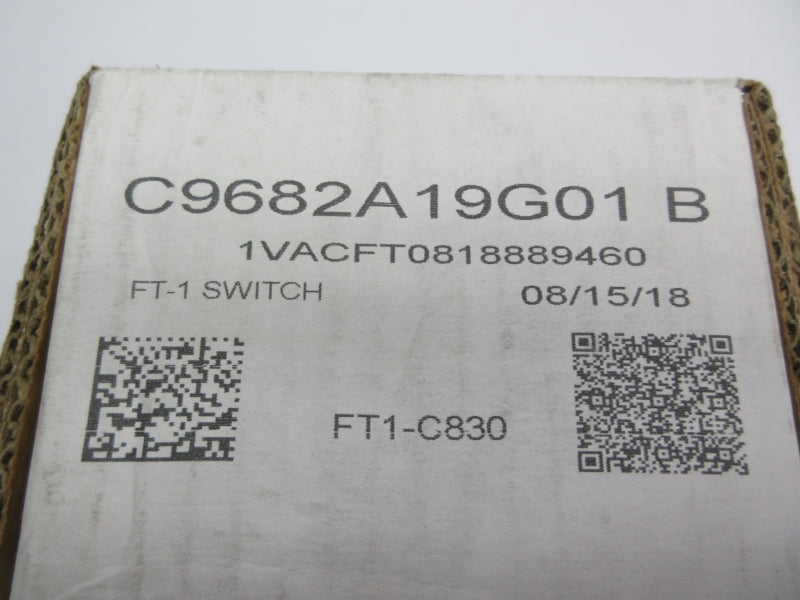 C9682A19G01 B
1VACFT0818889460
FT-1 SWITCH 08/15/18
FT1-C830